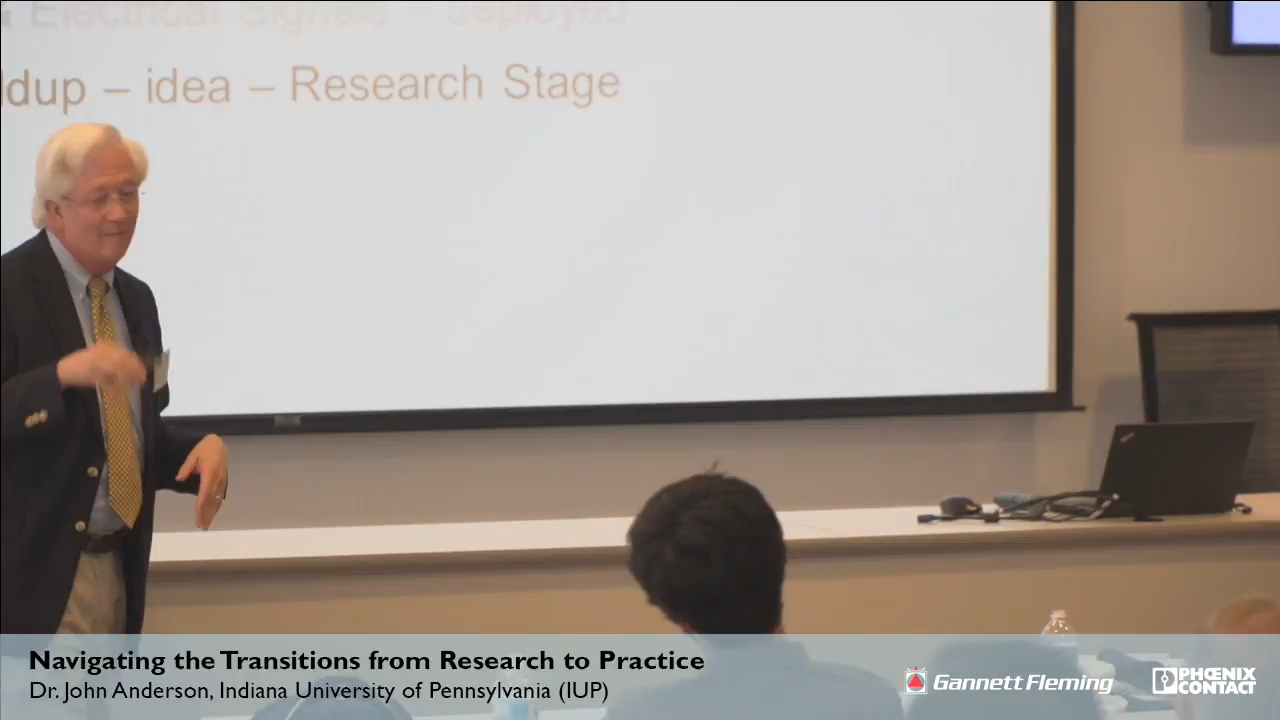 Electrical Signals – deployed
ldup – idea – Research Stage
Navigating the Transitions from Research to Practice
Dr. John Anderson, Indiana University of Pennsylvania (IUP)
Gannett Fleming
PHŒNIX
CONTACT